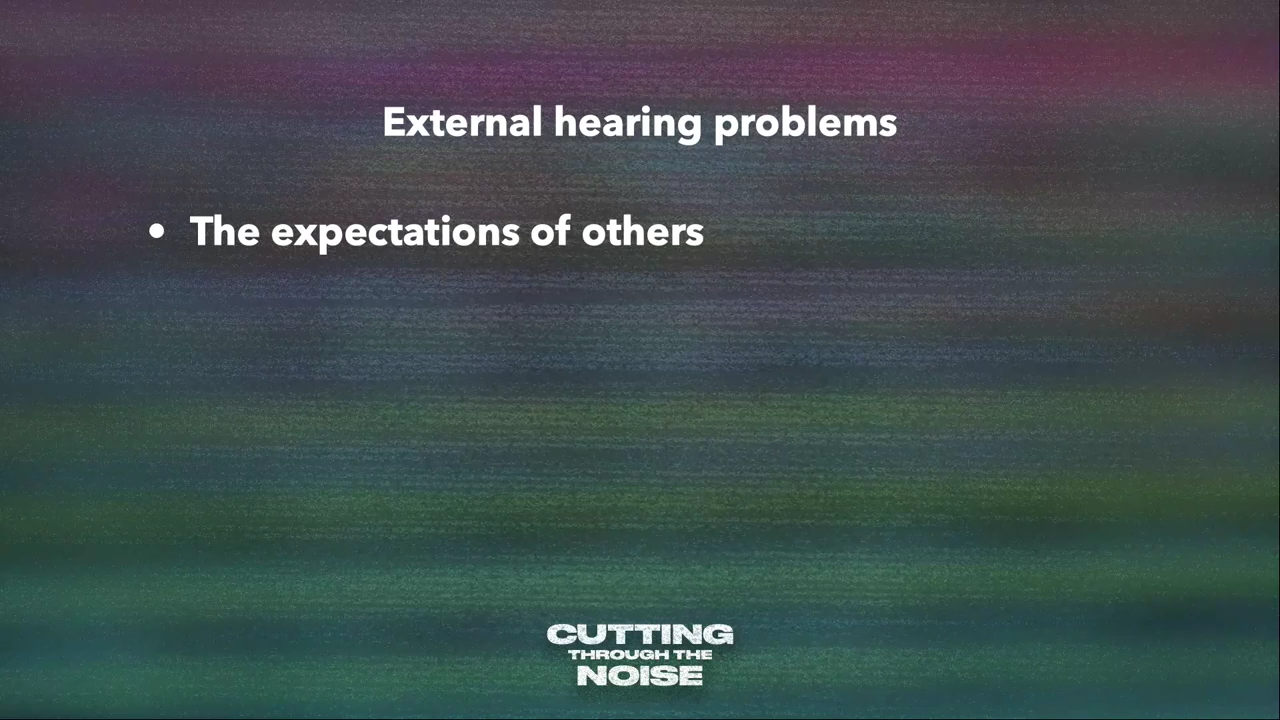 External hearing problems
• The expectations of others
CUTTING
THROUGH THE
NOISE